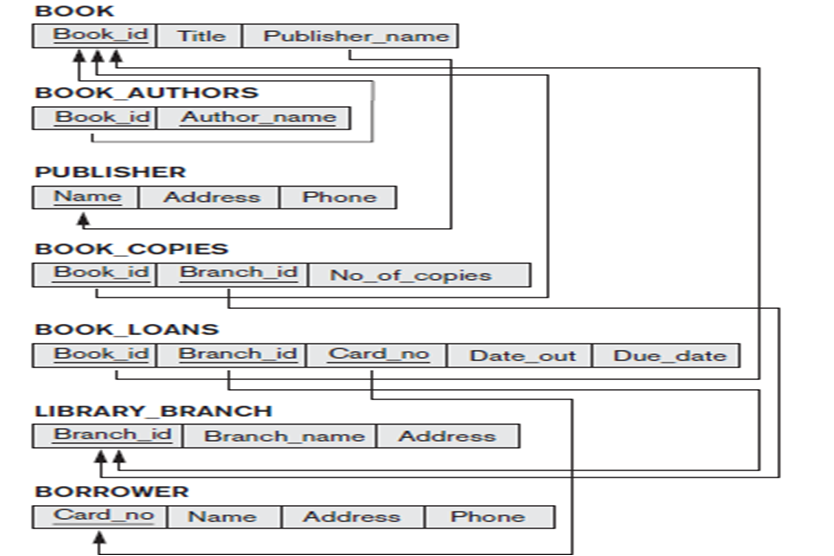 BOOK
Book_id Title Publisher_name
BOOK_AUTHORS
Book_id Author_name
PUBLISHER
Name Address Phone
BOOK_COPIES
Book_id Branch_id No_of_copies
BOOK_LOANS
Book_id Branch_id Card_no Date_out Due_date
LIBRARY_BRANCH
Branch_id Branch_name Address
BORROWER
Card_no Name Address Phone